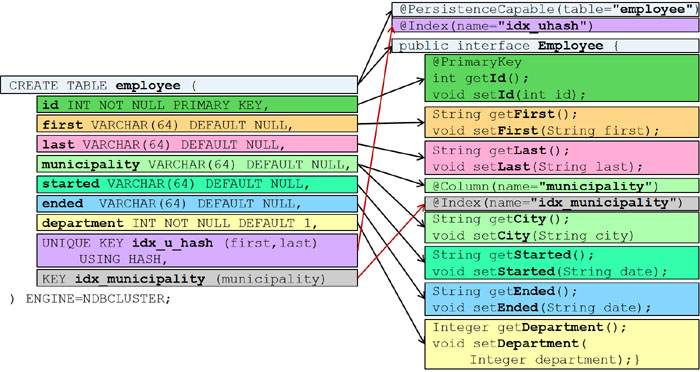 CREATE TABLE employee (
id INT NOT NULL PRIMARY KEY,
first VARCHAR(64) DEFAULT NULL,
last VARCHAR(64) DEFAULT NULL,
municipality VARCHAR(64) DEFAULT NULL,
started VARCHAR(64) DEFAULT NULL,
ended VARCHAR(64) DEFAULT NULL,
department INT NOT NULL DEFAULT 1,
UNIQUE KEY idx_u_hash (first,last)
USING HASH,
KEY idx_municipality (municipality)
) ENGINE=NDBCLUSTER;
@PersistenceCapable(table="employee")
@Index(name="idx_uhash")
public interface Employee {
@PrimaryKey
int getId();
void setId(int id);
String getFirst();
void setFirst(String first);
String getLast();
void setLast(String last);
@Column(name="municipality")
@Index(name="idx_municipality")
String getCity();
void setCity(String city)
String getStarted();
void setStarted(String date);
String getEnded();
void setEnded(String date);
Integer getDepartment();
void setDepartment(
Integer department);}